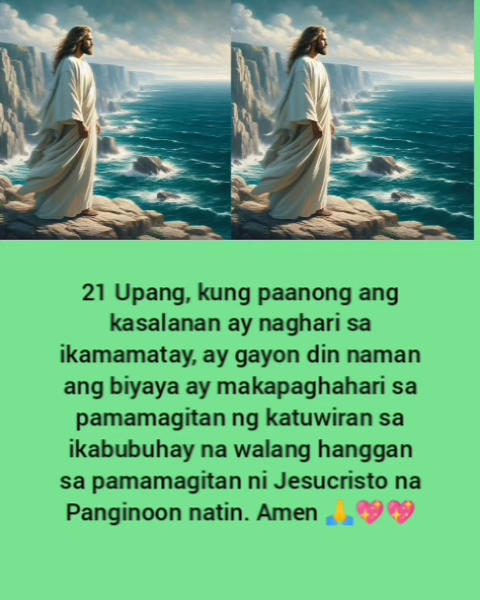 21 Upang, kung paanong ang
kasalanan ay naghari sa
ikamamatay, ay gayon din naman
ang biyaya ay makapaghahari sa
pamamagitan ng katuwiran sa
ikabubuhay na walang hanggan
sa pamamagitan ni Jesucristo na
Panginoon natin. Amen 🙏💖💖